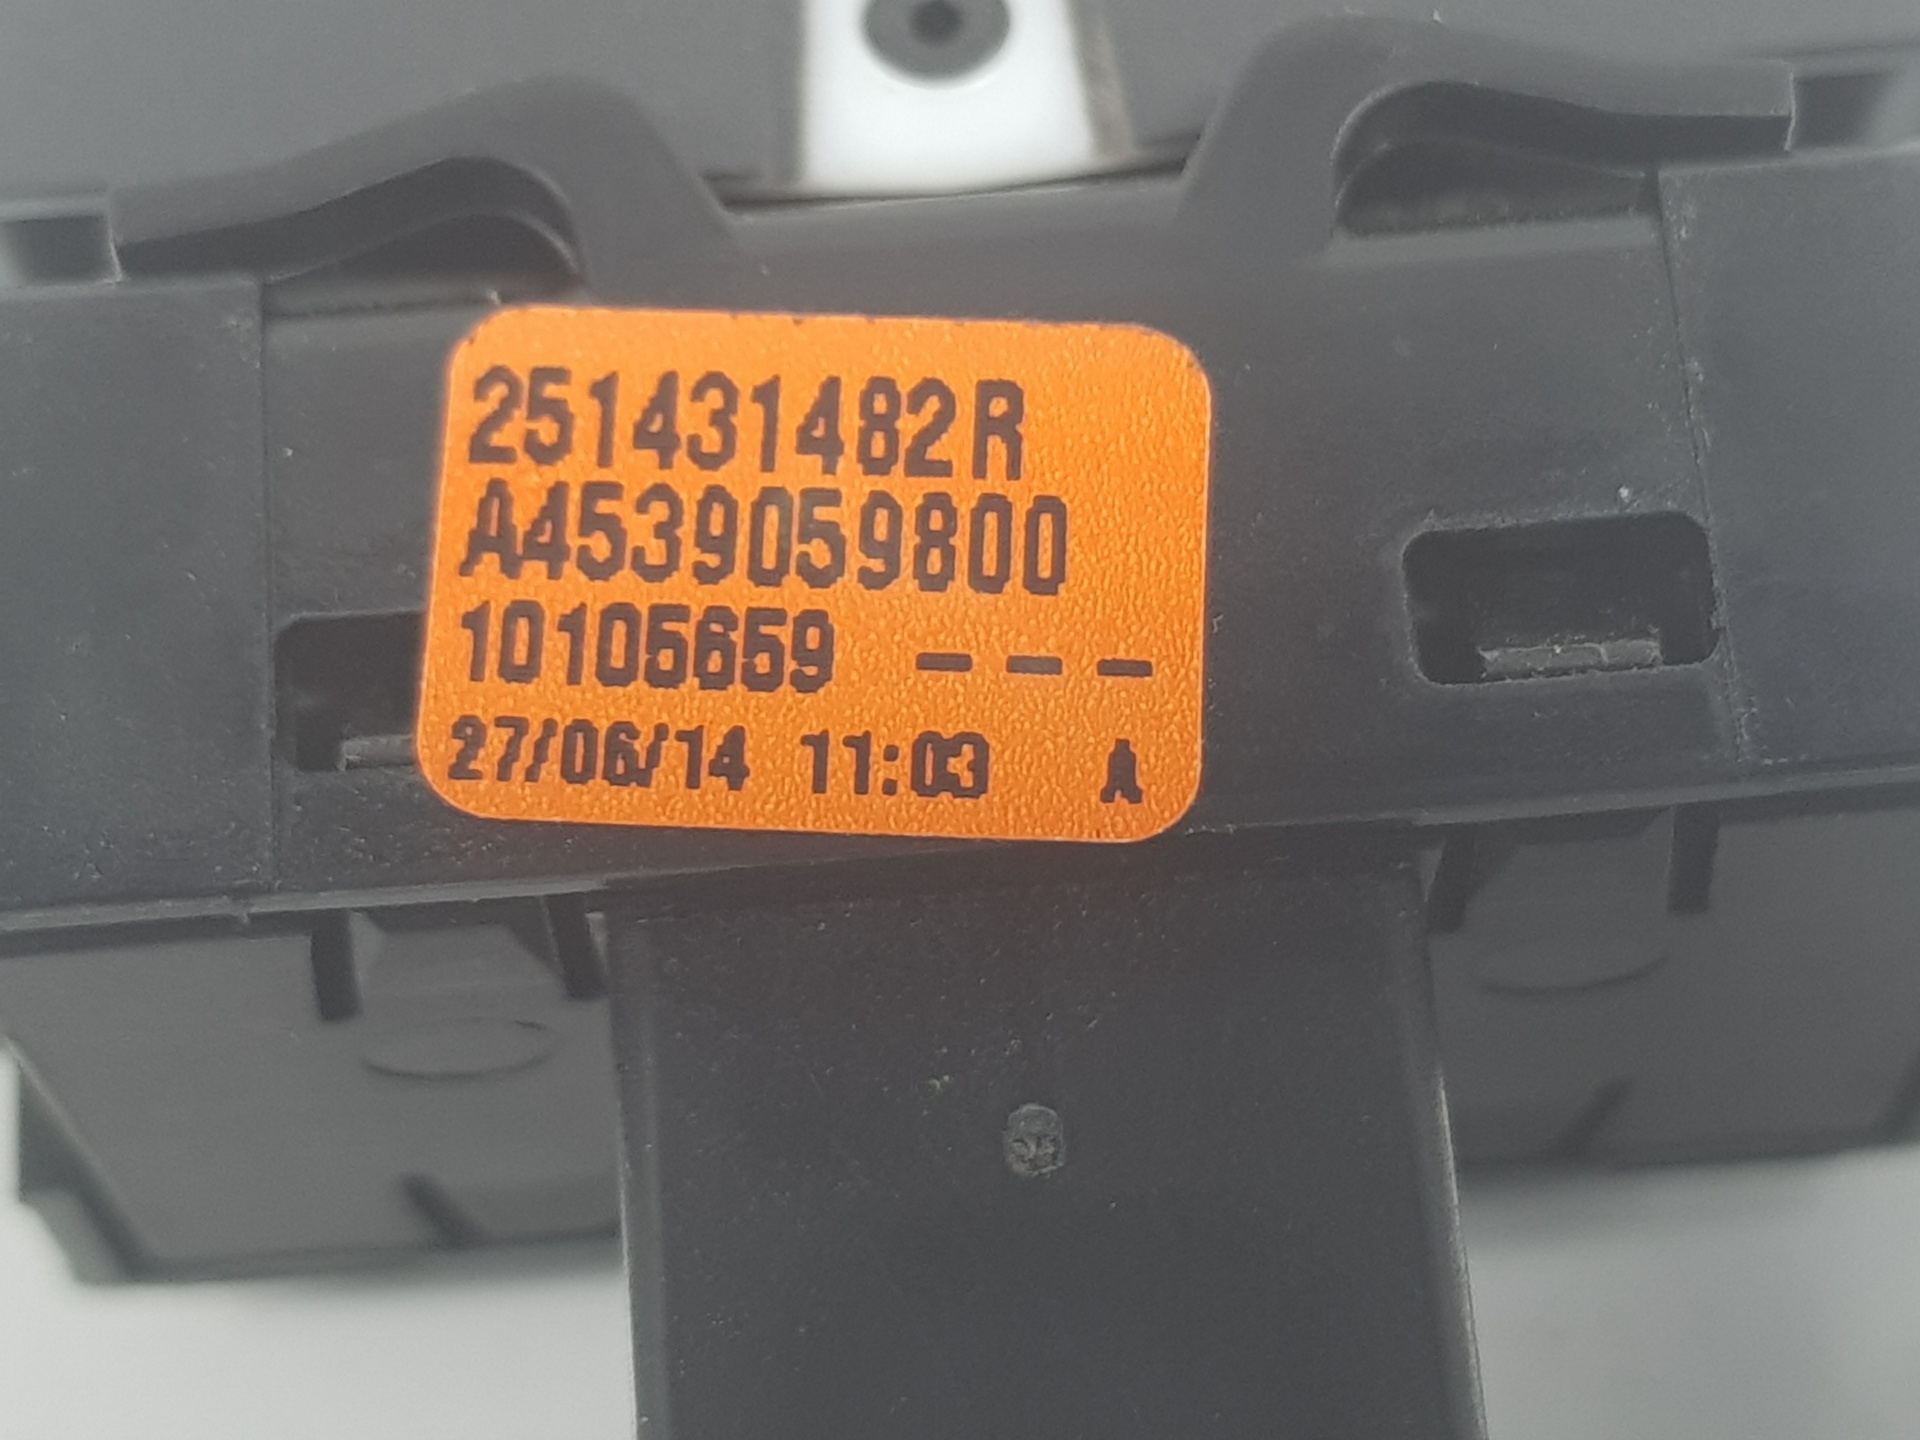 251431482R
A4539059800
10105659 ---
27/06/14 11:03 A